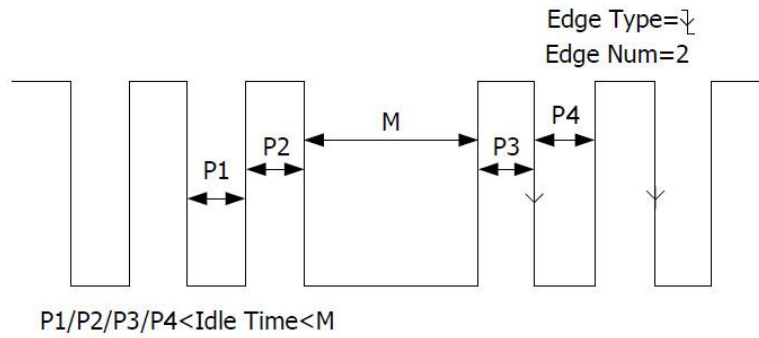 Edge Type=
Edge Num=2
M
P4
P2
P3
P1
P1/P2/P3/P4<Idle Time<M